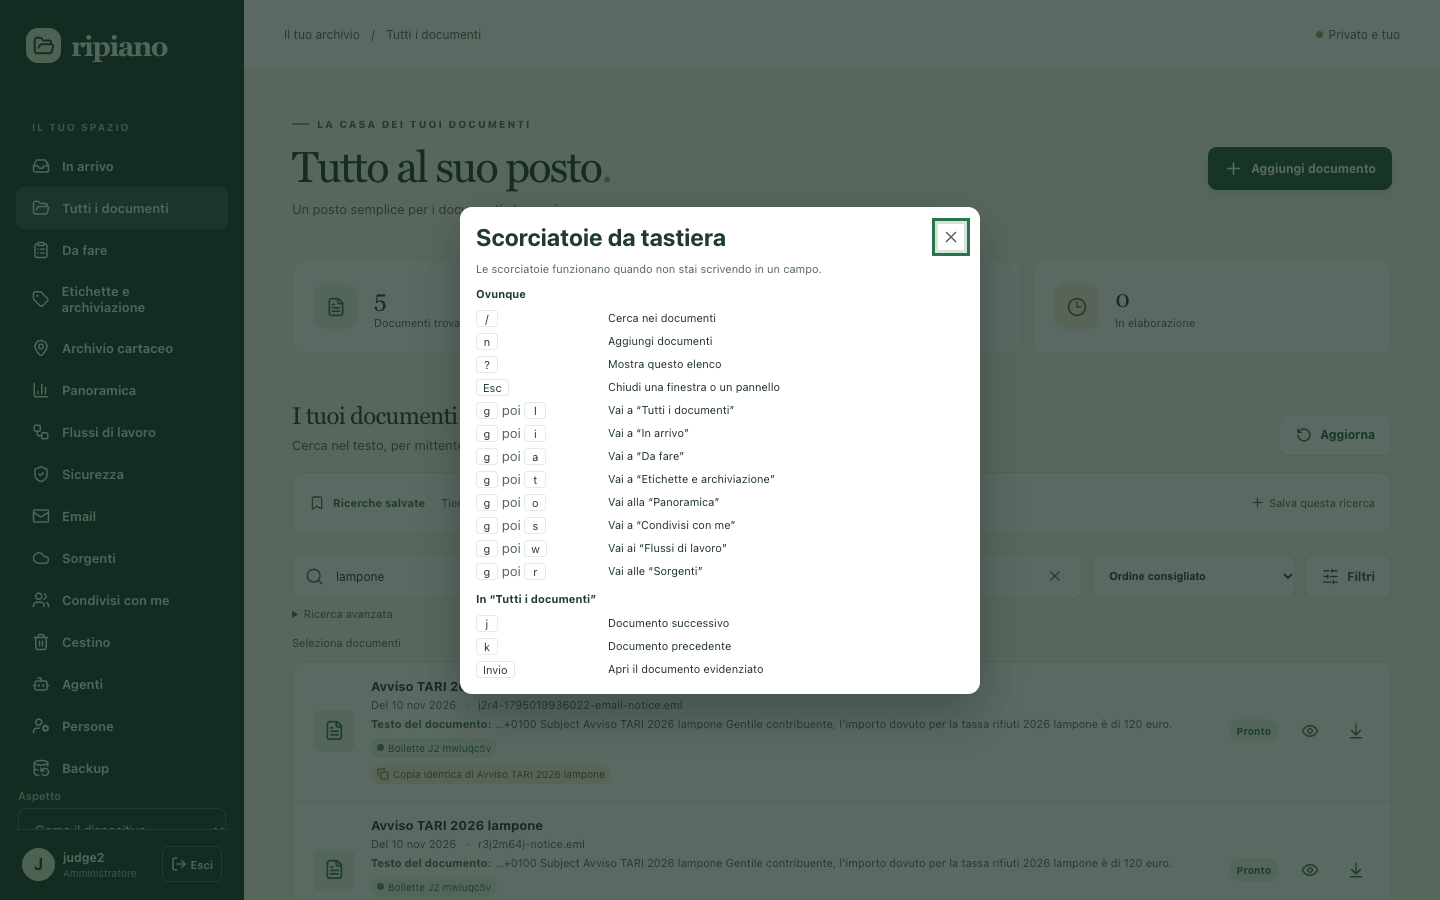 ripiano
Il tuo archivio / Tutti i documenti
Privato e tuo
IL TUO SPAZIO
In arrivo
Tutti i documenti
Da fare
Etichette e
archiviazione
Archivio cartaceo
Panoramica
Flussi di lavoro
Sicurezza
Email
Sorgenti
Condivisi con me
Cestino
Agenti
Persone
Backup
Aspetto
J
judge2
Amministratore
Esci
LA CASA DEI TUOI DOCUMENTI
Tutto al suo posto.
Aggiungi documento
Un posto semplice per i
5
Documenti
0
In elaborazione
I tuoi documenti
Cerca nel testo, per mittente
Aggiorna
Ricerche salvate
Salva questa ricerca
lampone
Ordine consigliato
Filtri
Ricerca avanzata
Seleziona documenti
Scorciatoie da tastiera
Le scorciatoie funzionano quando non stai scrivendo in un campo.
Ovunque
/ Cerca nei documenti
n Aggiungi documenti
? Mostra questo elenco
Esc Chiudi una finestra o un pannello
g poi l Vai a “Tutti i documenti”
g poi i Vai a “In arrivo”
g poi a Vai a “Da fare”
g poi t Vai a “Etichette e archiviazione”
g poi o Vai alla “Panoramica”
g poi s Vai a “Condivisi con me”
g poi w Vai ai “Flussi di lavoro”
g poi r Vai alle “Sorgenti”
In “Tutti i documenti”
j Documento successivo
k Documento precedente
Invio Apri il documento evidenziato
Avviso TARI
Del 10 nov 2026 · j2r4-1795019936022-email-notice.eml
Testo del documento: …+0100 Subject Avviso TARI 2026 lampone Gentile contribuente, l'importo dovuto per la tassa rifiuti 2026 lampone è di 120 euro.
Bollette J2 mwluqc5v
Copia identica di Avviso TARI 2026 lampone
Pronto
Avviso TARI 2026 lampone
Del 10 nov 2026 · r3j2m64j-notice.eml
Testo del documento: …+0100 Subject Avviso TARI 2026 lampone Gentile contribuente, l'importo dovuto per la tassa rifiuti 2026 lampone è di 120 euro.
Bollette J2 mwluqc5v
Pronto